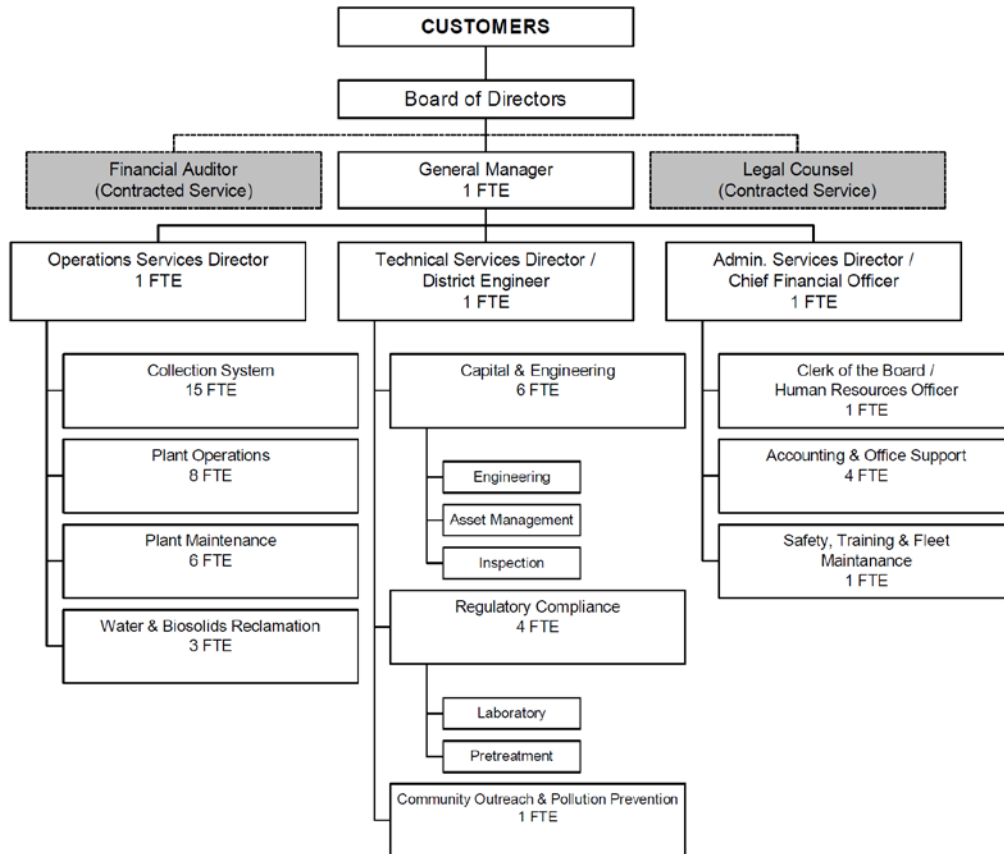 CUSTOMERS
Board of Directors
Financial Auditor
(Contracted Service)
General Manager
1 FTE
Legal Counsel
(Contracted Service)
Operations Services Director
1 FTE
Technical Services Director /
District Engineer
1 FTE
Admin. Services Director /
Chief Financial Officer
1 FTE
Collection System
15 FTE
Plant Operations
8 FTE
Plant Maintenance
6 FTE
Water & Biosolids Reclamation
3 FTE
Capital & Engineering
6 FTE
Engineering
Asset Management
Inspection
Regulatory Compliance
4 FTE
Laboratory
Pretreatment
Community Outreach & Pollution Prevention
1 FTE
Clerk of the Board /
Human Resources Officer
1 FTE
Accounting & Office Support
4 FTE
Safety, Training & Fleet
Maintanance
1 FTE